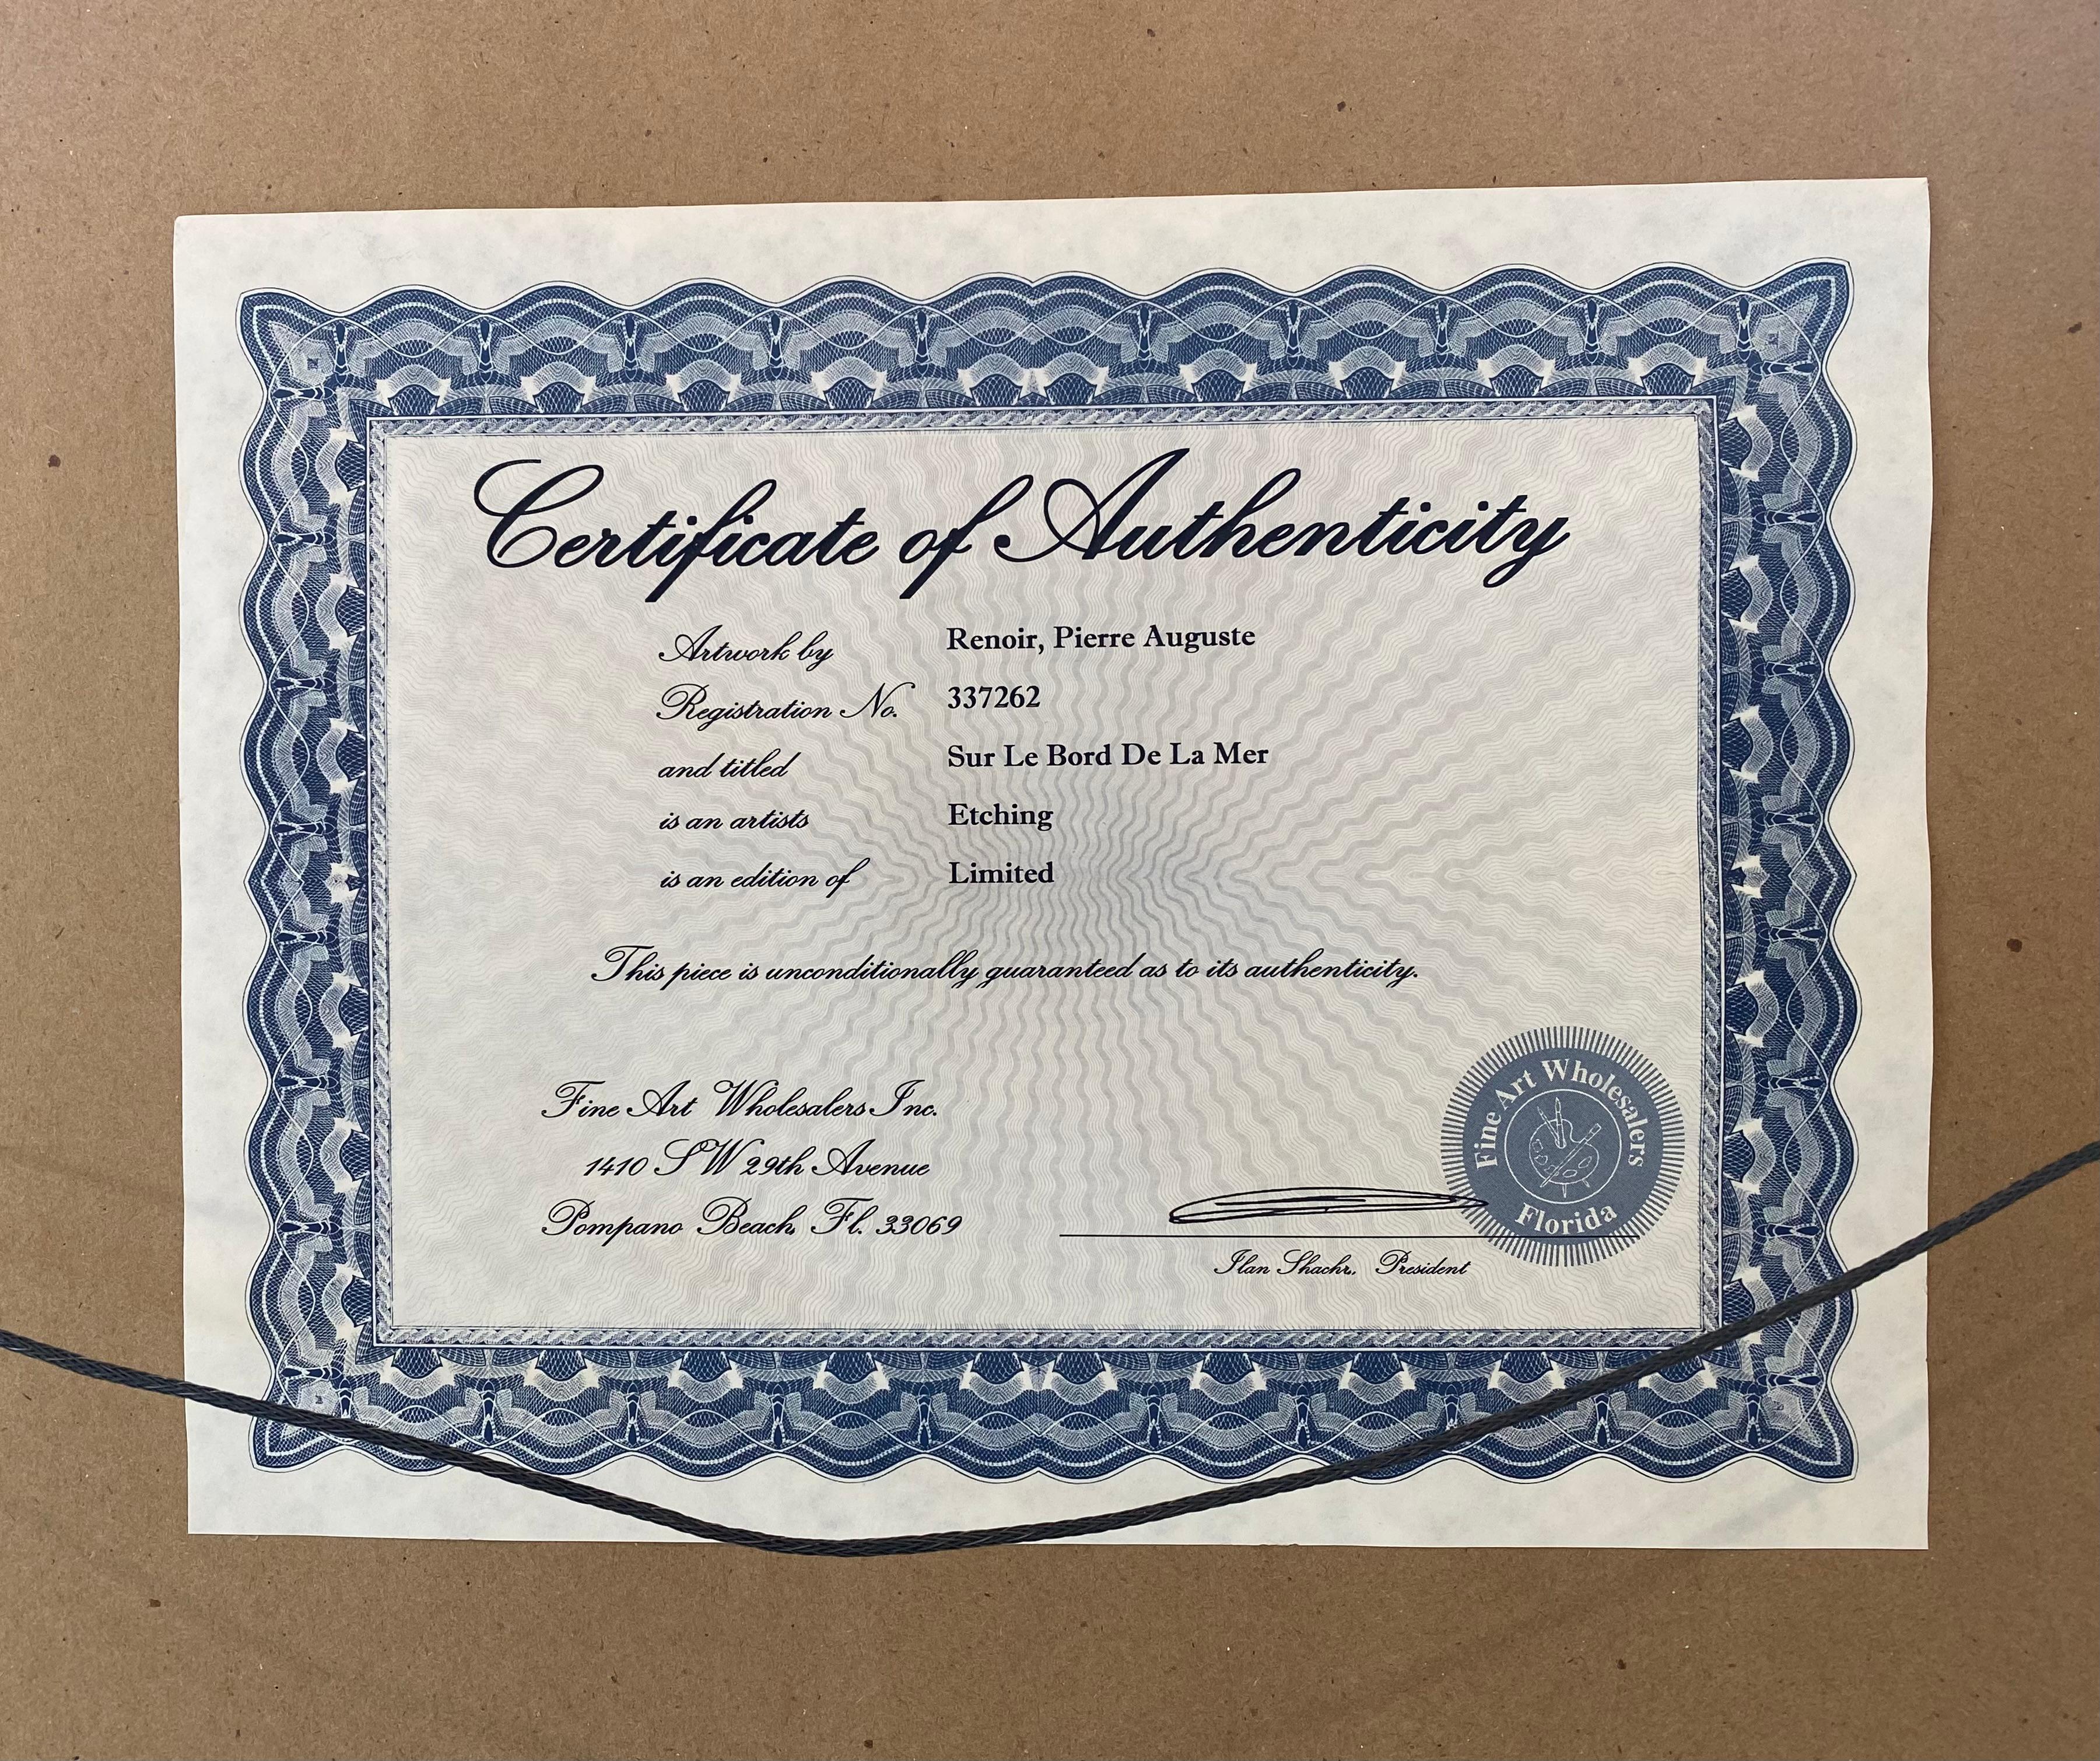 Certificate of Authenticity
Artwork by Renoir, Pierre Auguste
Registration No. 337262
and titled Sur Le Bord De La Mer
is an artists Etching
is an edition of Limited
This piece is unconditionally guaranteed as to its authenticity.
Fine Art Wholesalers Inc.
1410 SW 29th Avenue
Pompano Beach, Fl. 33069
Fine Art Wholesalers
Florida
Ilan Shachr, President